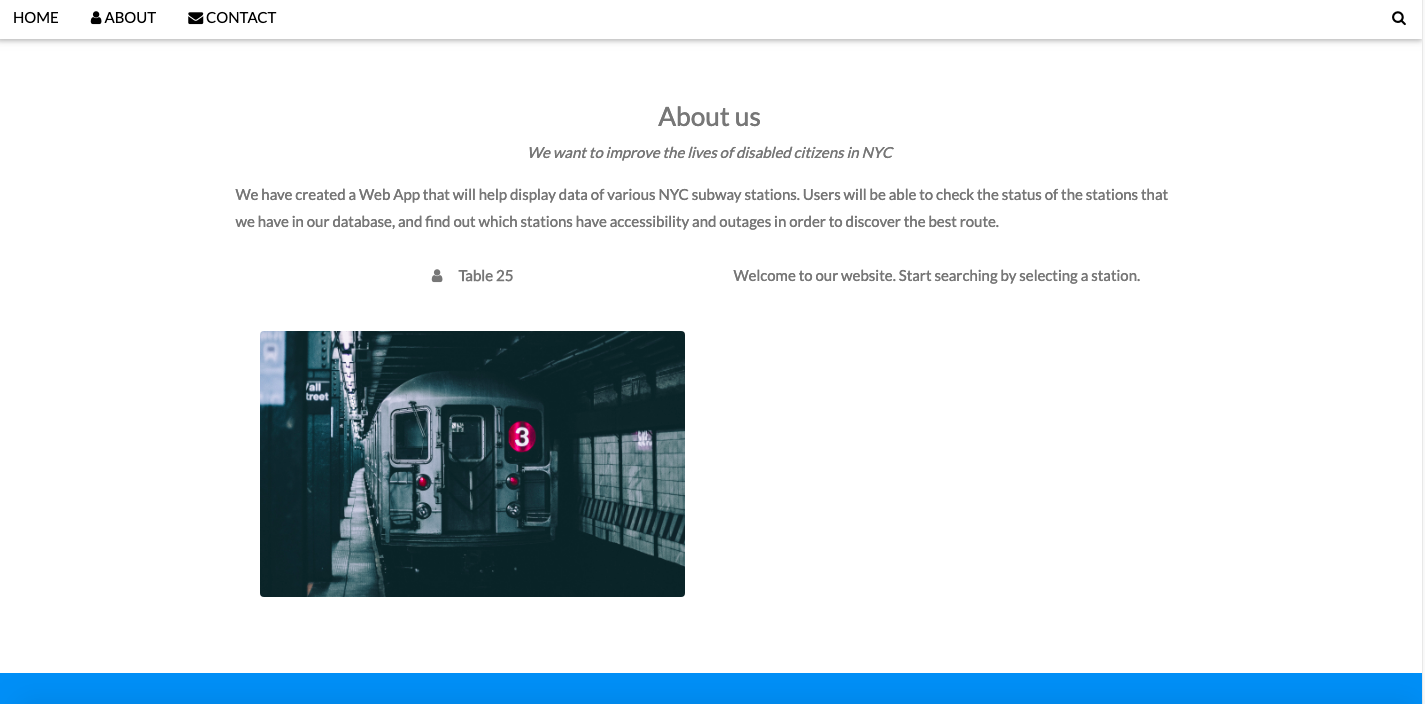 HOME
ABOUT
CONTACT
About us
We want to improve the lives of disabled citizens in NYC
We have created a Web App that will help display data of various NYC subway stations. Users will be able to check the status of the stations that
we have in our database, and find out which stations have accessibility and outages in order to discover the best route.
Table 25
Welcome to our website. Start searching by selecting a station.
all
treet
3